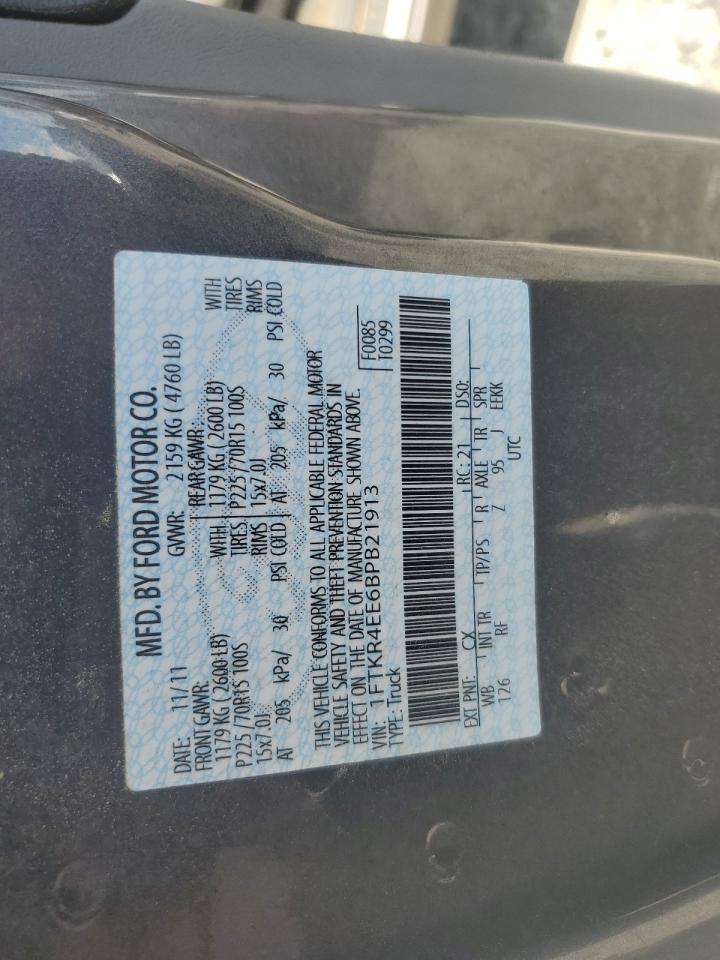 MFD. BY FORD MOTOR CO.
DATE: 11/11 GVWR: 2159 KG ( 4760 LB)
FRONT GAWR: REAR GAWR:
1179 KG (2600 LB) WITH 1179 KG (2600 LB) WITH
P225/70R15 100S TIRES P225/70R15 100S TIRES
15x7.0J RIMS 15x7.0J RIMS
AT 205 kPa/ 30 PSI COLD AT 205 kPa/ 30 PSI COLD
THIS VEHICLE CONFORMS TO ALL APPLICABLE FEDERAL MOTOR
VEHICLE SAFETY AND THEFT PREVENTION STANDARDS IN
EFFECT ON THE DATE OF MANUFACTURE SHOWN ABOVE.
VIN: 1FTKR4EE6BPB21913 F0085
TYPE: Truck T0299
EXT PNT: CX RC: 21 DSO:
WB INT TR TP/PS R AXLE TR SPR
126 RF Z 95 J EEKK
UTC